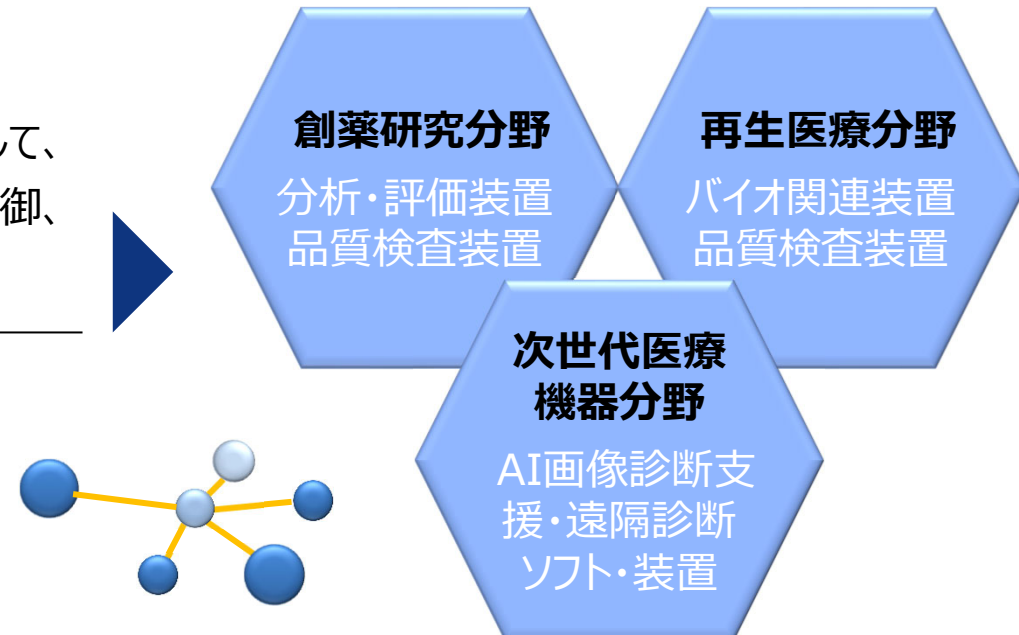 て、
御、
創薬研究分野
分析・評価装置
品質検査装置
再生医療分野
バイオ関連装置
品質検査装置
次世代医療
機器分野
AI画像診断支
援・遠隔診断
ソフト・装置